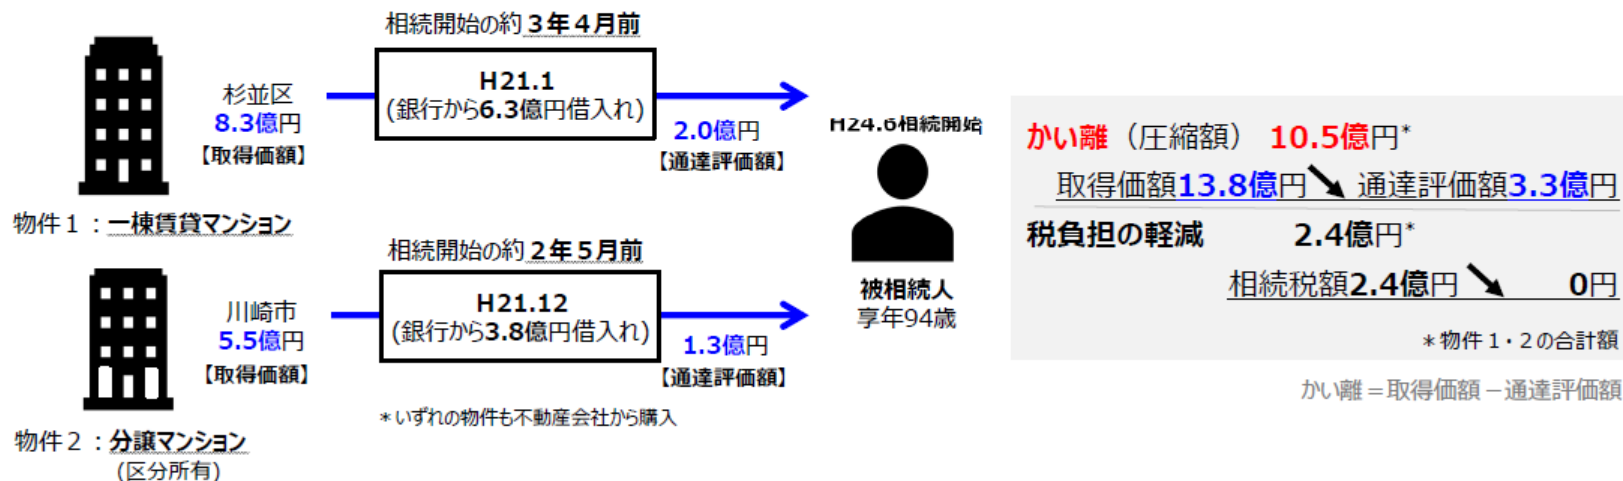 相続開始の約３年４月前
H21.1
(銀行から6.3億円借入れ)
杉並区
8.3億円
【取得価額】
2.0億円
【通達評価額】
物件１：一棟賃貸マンション
相続開始の約２年５月前
H21.12
(銀行から3.8億円借入れ)
川崎市
5.5億円
【取得価額】
1.3億円
【通達評価額】
＊いずれの物件も不動産会社から購入
物件２：分譲マンション
(区分所有)
H24.6相続開始
被相続人
享年94歳
かい離（圧縮額） 10.5億円*
取得価額13.8億円 通達評価額3.3億円
税負担の軽減 2.4億円*
相続税額2.4億円 0円
＊物件１・２の合計額
かい離＝取得価額－通達評価額